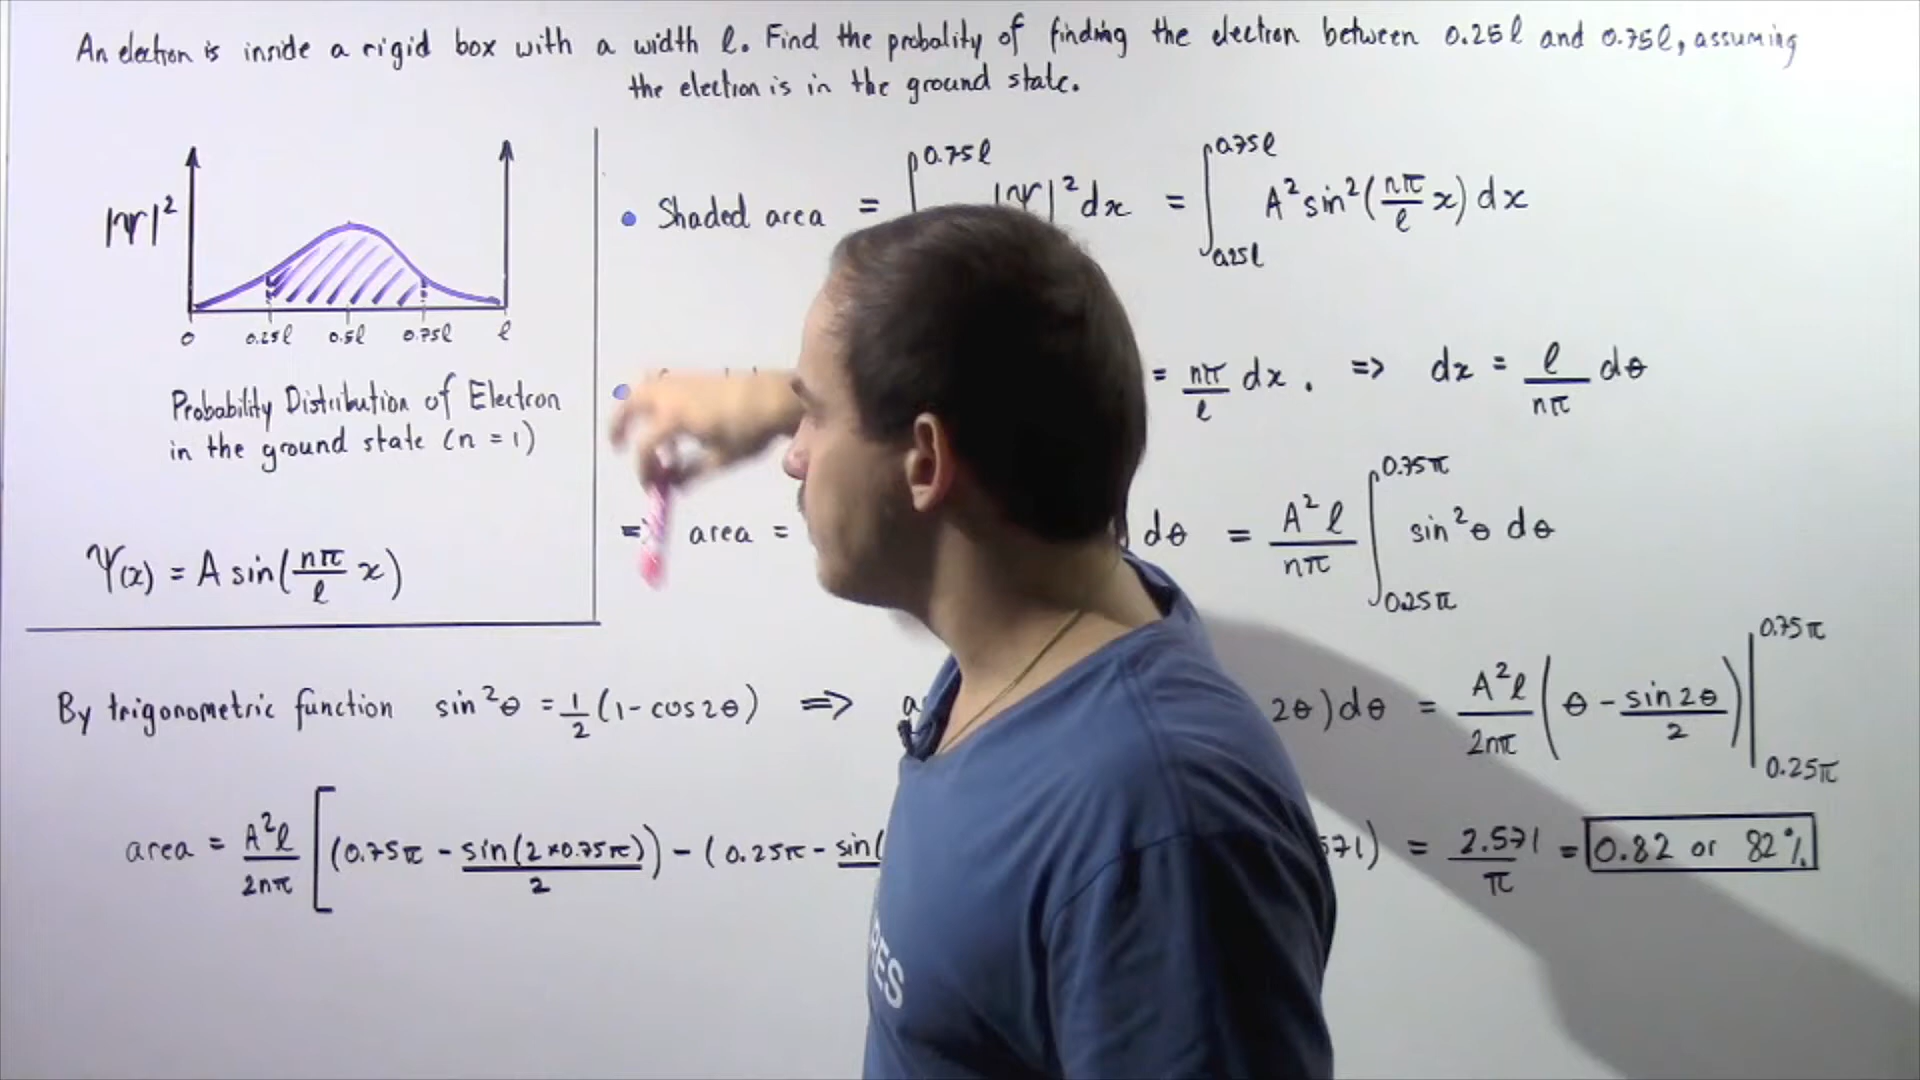 An electron is inside a rigid box with a width ℓ. Find the probality of finding the electron between 0.25ℓ and 0.75ℓ, assuming
the electron is in the ground state.
|Ψ|²
0 0.25ℓ 0.5ℓ 0.75ℓ ℓ
Probability Distribution of Electron
in the ground state (n = 1)
Ψ(x) = A sin(nπ/ℓ x)
• Shaded area = ∫ 0.75ℓ |Ψ|² dx = ∫ 0.75ℓ 0.25ℓ A² sin²(nπ/ℓ x) dx
= nπ/ℓ dx. => dx = ℓ/nπ dθ
=> area = dθ = A²ℓ/nπ ∫ 0.75π 0.25π sin²θ dθ
By trigonometric function sin²θ = 1/2 (1 - cos2θ) => 2θ) dθ = A²ℓ/2nπ (θ - sin2θ/2) | 0.75π 0.25π
area = A²ℓ/2nπ [(0.75π - sin(2×0.75π)/2) - (0.25π - sin( 571) = 2.571/π = 0.82 or 82%
RES